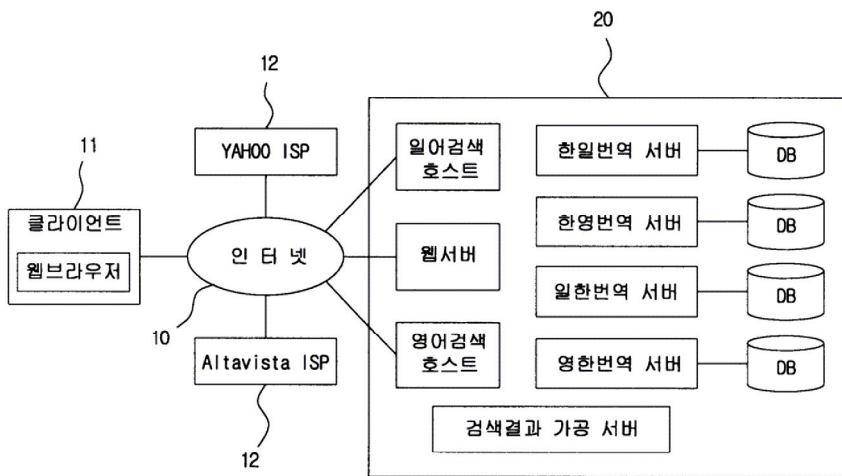 20
12
11
YAHOO ISP
일어검색
호스트
한일번역 서버
DB
클라이언트
웹브라우저
한영번역 서버
DB
인 터 넷
웹서버
일한번역 서버
DB
10
Altavista ISP
영어검색
호스트
영한번역 서버
DB
12
검색결과 가공 서버